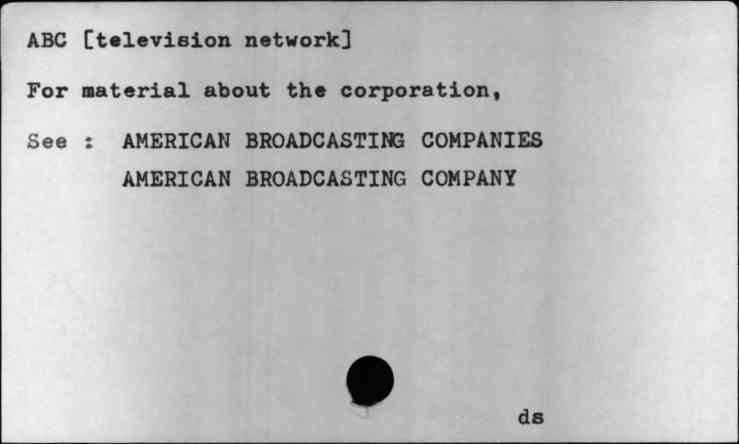 ABC [television network]
For material about the corporation,
See : AMERICAN BROADCASTING COMPANIES
AMERICAN BROADCASTING COMPANY
ds